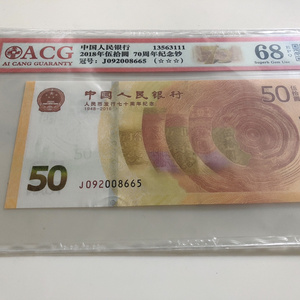 ACG
AI CANG GUARANTY
中国人民银行 13563111
2018年伍拾圆 70周年纪念钞
冠号: J092008665 (☆☆☆)
68
Superb Gem Unc
中国人民银行
人民币发行七十周年纪念
1948-2018
50
50
J092008665